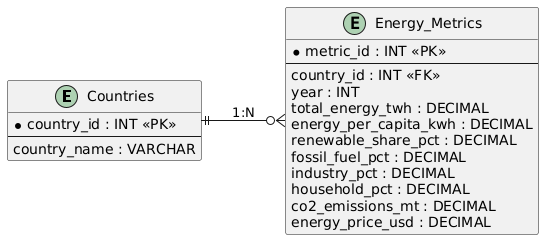 E Countries
* country_id : INT «PK»
country_name : VARCHAR
1:N
E Energy_Metrics
* metric_id : INT «PK»
country_id : INT «FK»
year : INT
total_energy_twh : DECIMAL
energy_per_capita_kwh : DECIMAL
renewable_share_pct : DECIMAL
fossil_fuel_pct : DECIMAL
industry_pct : DECIMAL
household_pct : DECIMAL
co2_emissions_mt : DECIMAL
energy_price_usd : DECIMAL